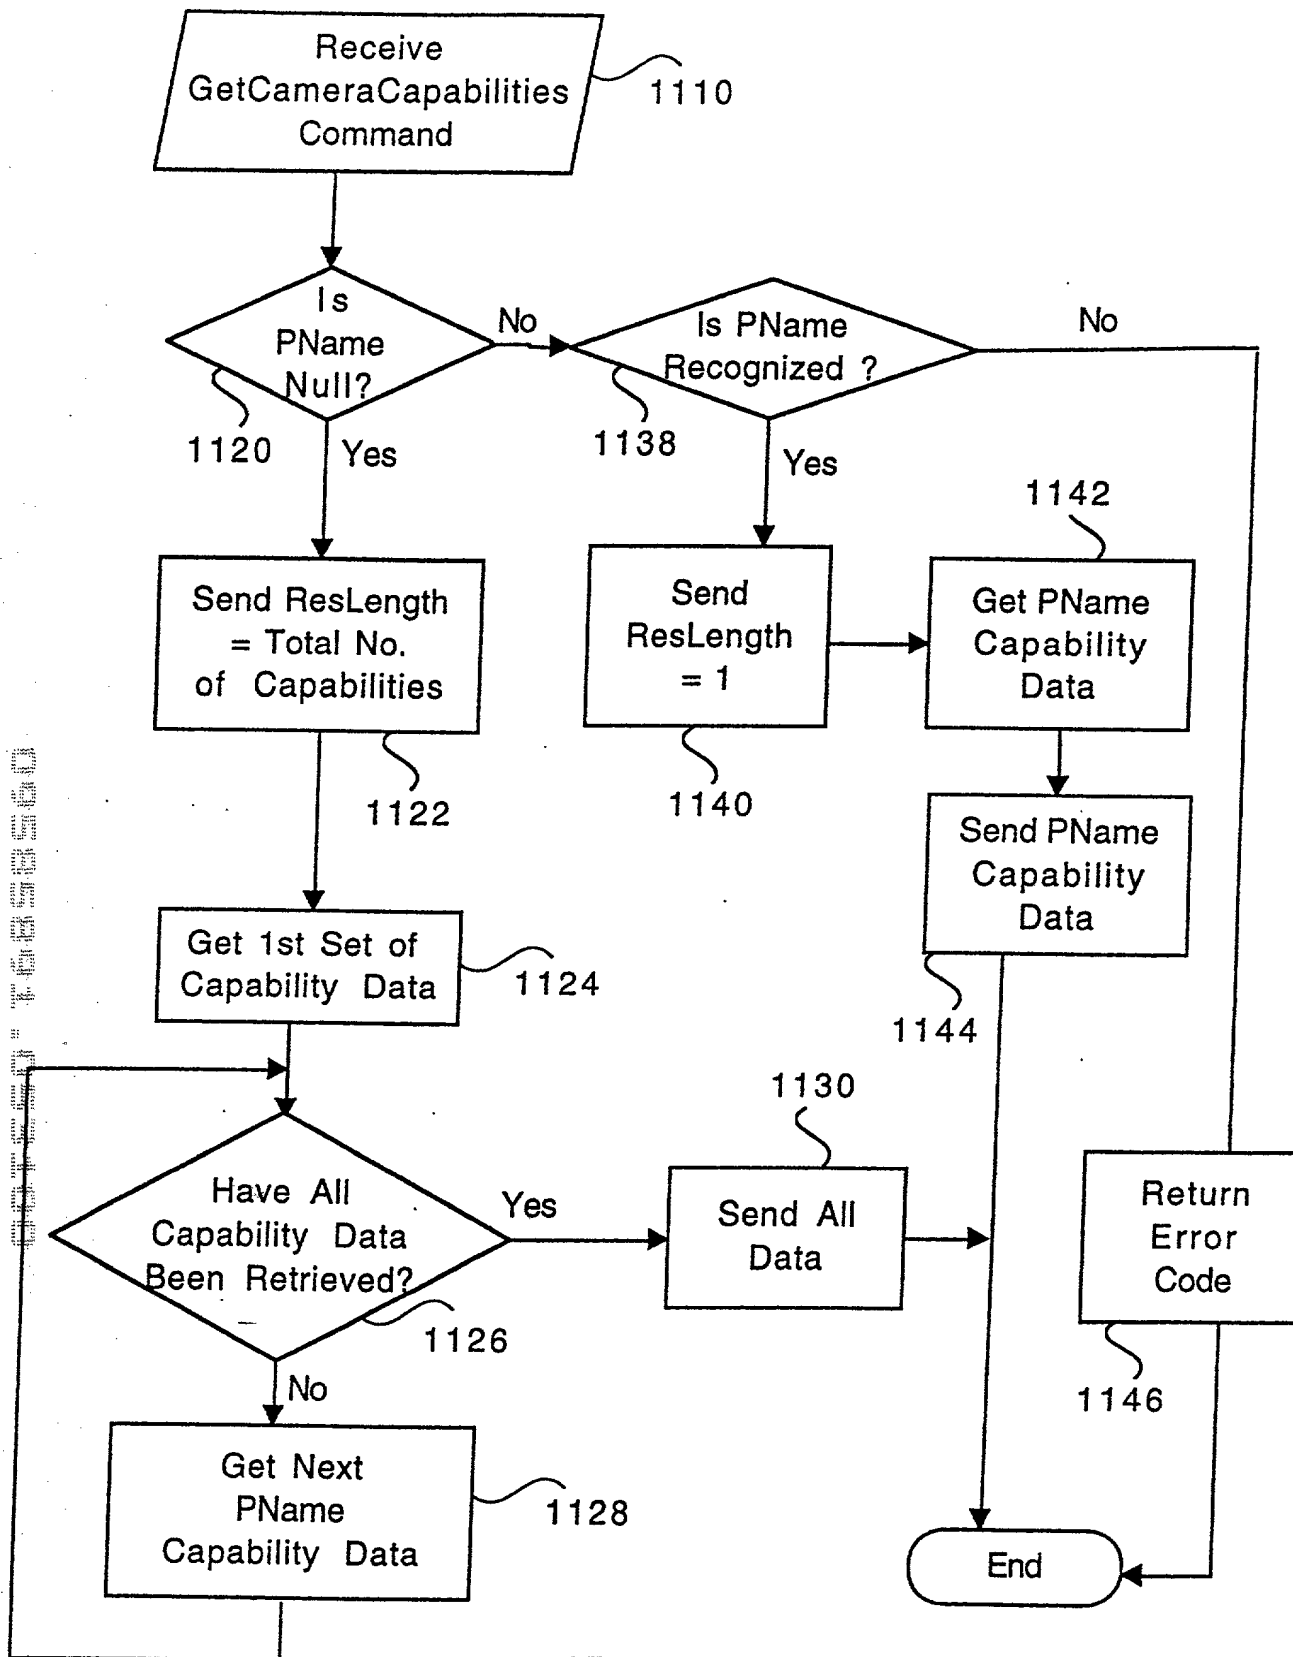 Receive
GetCameraCapabilities
Command
1110
Is
PName
Null?
1120
No
Yes
Is PName
Recognized ?
1138
No
Yes
Send ResLength
= Total No.
of Capabilities
1122
Send
ResLength
= 1
1140
1142
Get PName
Capability
Data
Send PName
Capability
Data
1144
Get 1st Set of
Capability Data
1124
Have All
Capability Data
Been Retrieved?
1126
Yes
No
1130
Send All
Data
Return
Error
Code
1146
Get Next
PName
Capability Data
1128
End